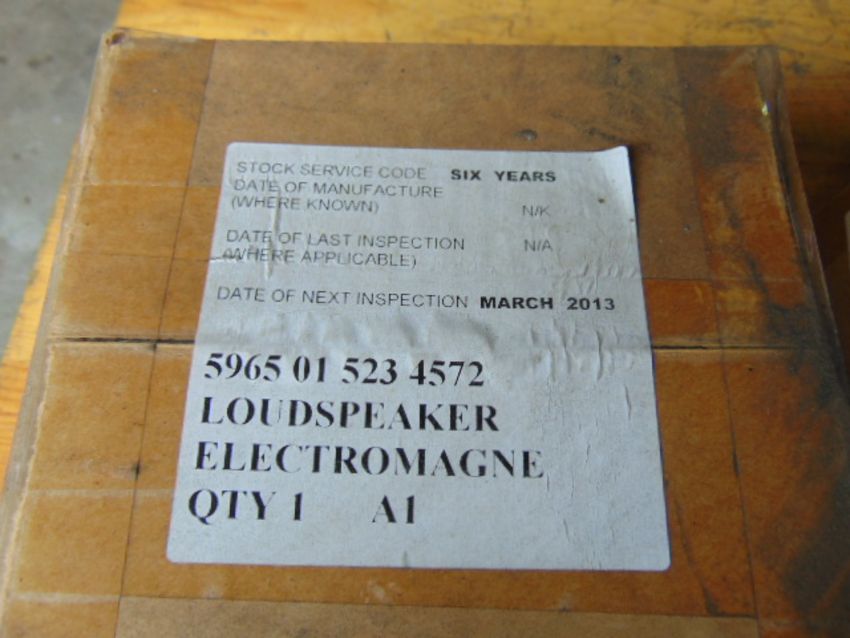 STOCK SERVICE CODE SIX YEARS
DATE OF MANUFACTURE
(WHERE KNOWN) N/K
DATE OF LAST INSPECTION N/A
(WHERE APPLICABLE)
DATE OF NEXT INSPECTION MARCH 2013
5965 01 523 4572
LOUDSPEAKER
ELECTROMAGNE
QTY 1 A1